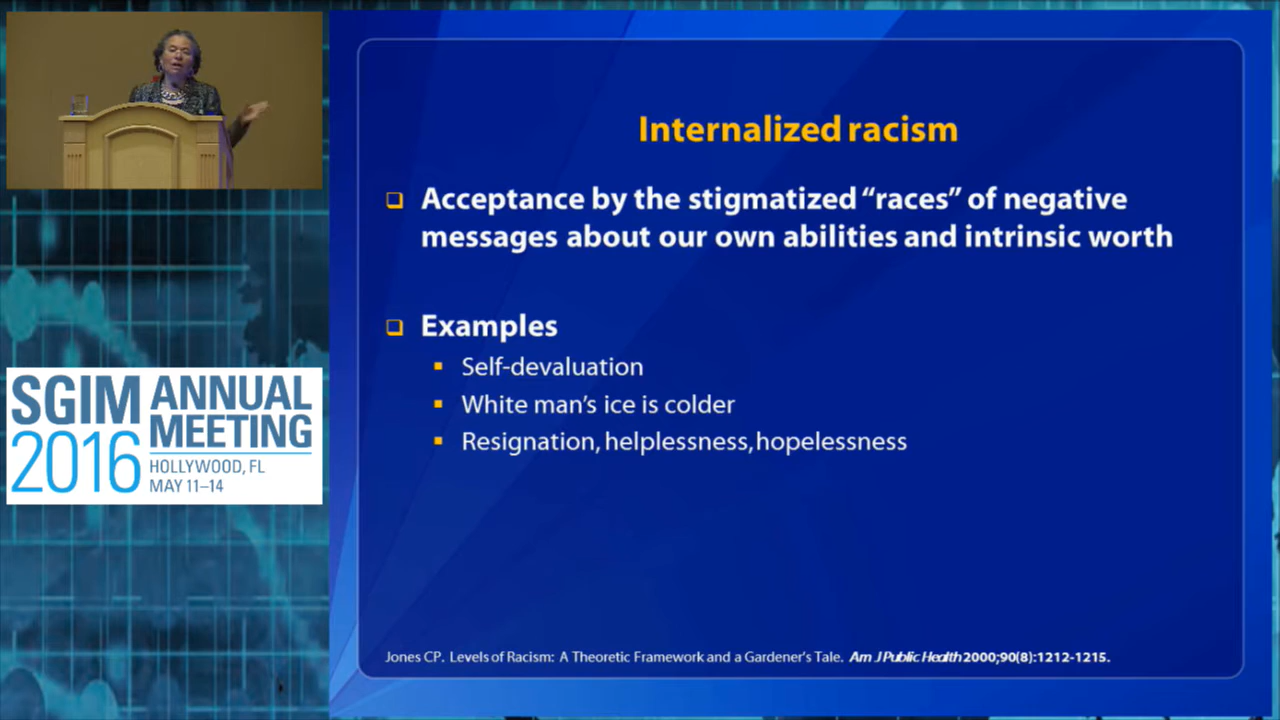 Internalized racism
Acceptance by the stigmatized “races” of negative
messages about our own abilities and intrinsic worth
Examples
Self-devaluation
White man’s ice is colder
Resignation, helplessness, hopelessness
Jones CP. Levels of Racism: A Theoretic Framework and a Gardener's Tale. Am J Public Health 2000;90(8):1212-1215.
SGIM ANNUAL
2016 MEETING
HOLLYWOOD, FL
MAY 11–14